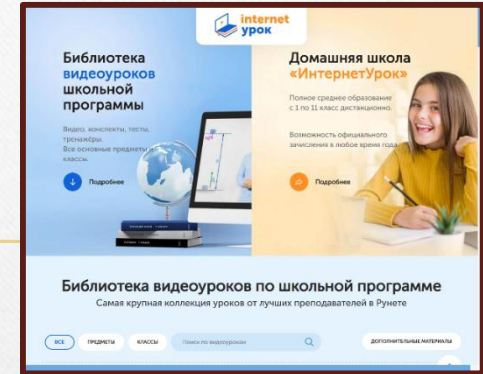 internet
урок
Библиотека
видеоуроков
школьной
программы
Видео, конспекты, тесты,
тренажёры.
Все основные предметы и
классы.
Подробнее
Домашняя школа
«ИнтернетУрок»
Полное среднее образование
с 1 по 11 класс дистанционно.
Возможность официального
зачисления в любое время года.
Подробнее
Библиотека видеоуроков по школьной программе
Самая крупная коллекция уроков от лучших преподавателей в Рунете
ВСЕ
ПРЕДМЕТЫ
КЛАССЫ
Поиск по видеоурокам
ДОПОЛНИТЕЛЬНЫЕ МАТЕРИАЛЫ